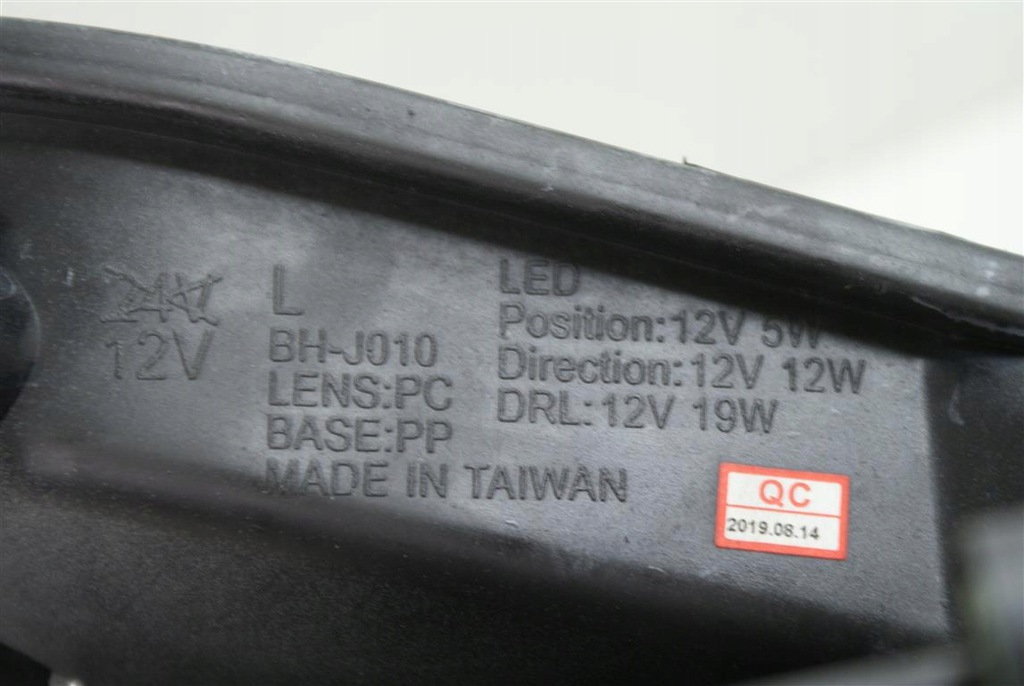 24V
12V
L
BH-J010
LENS:PC
BASE:PP
MADE IN TAIWAN
LED
Position:12V 5W
Direction:12V 12W
DRL:12V 19W
QC
2019.08.14